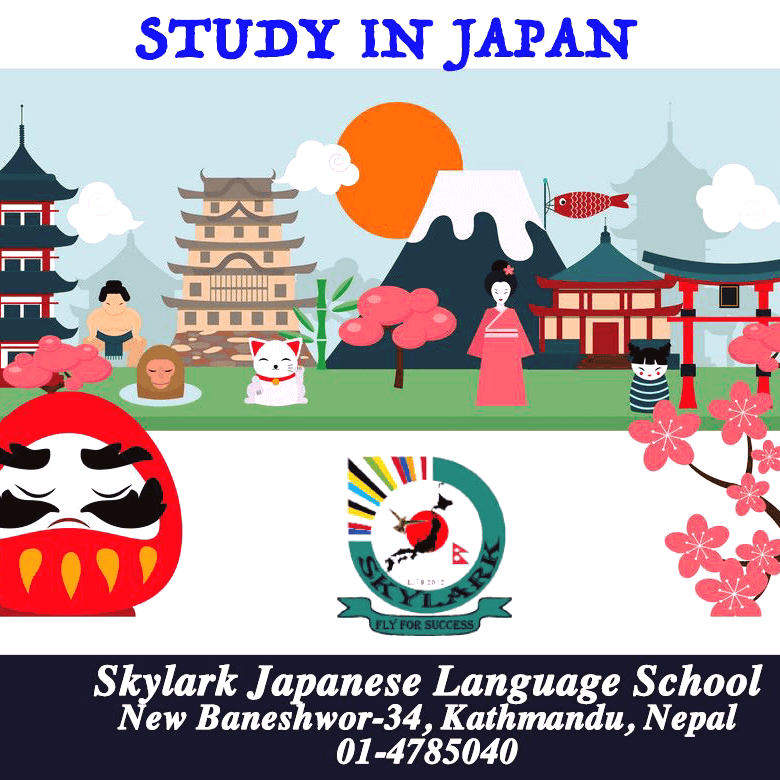 STUDY IN JAPAN
SKYLARK
FLY FOR SUCCESS
Skylark Japanese Language School
New Baneshwor-34, Kathmandu, Nepal
01-4785040